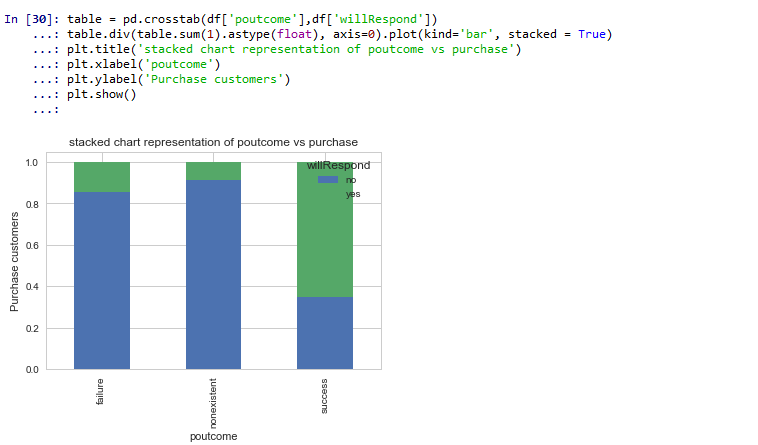 In [30]: table = pd.crosstab(df['poutcome'],df['willRespond'])
...: table.div(table.sum(1).astype(float), axis=0).plot(kind='bar', stacked = True)
...: plt.title('stacked chart representation of poutcome vs purchase')
...: plt.xlabel('poutcome')
...: plt.ylabel('Purchase customers')
...: plt.show()
...:
stacked chart representation of poutcome vs purchase
willRespond
no
yes
1.0
0.8
0.6
0.4
0.2
0.0
Purchase customers
failure
nonexistent
success
poutcome